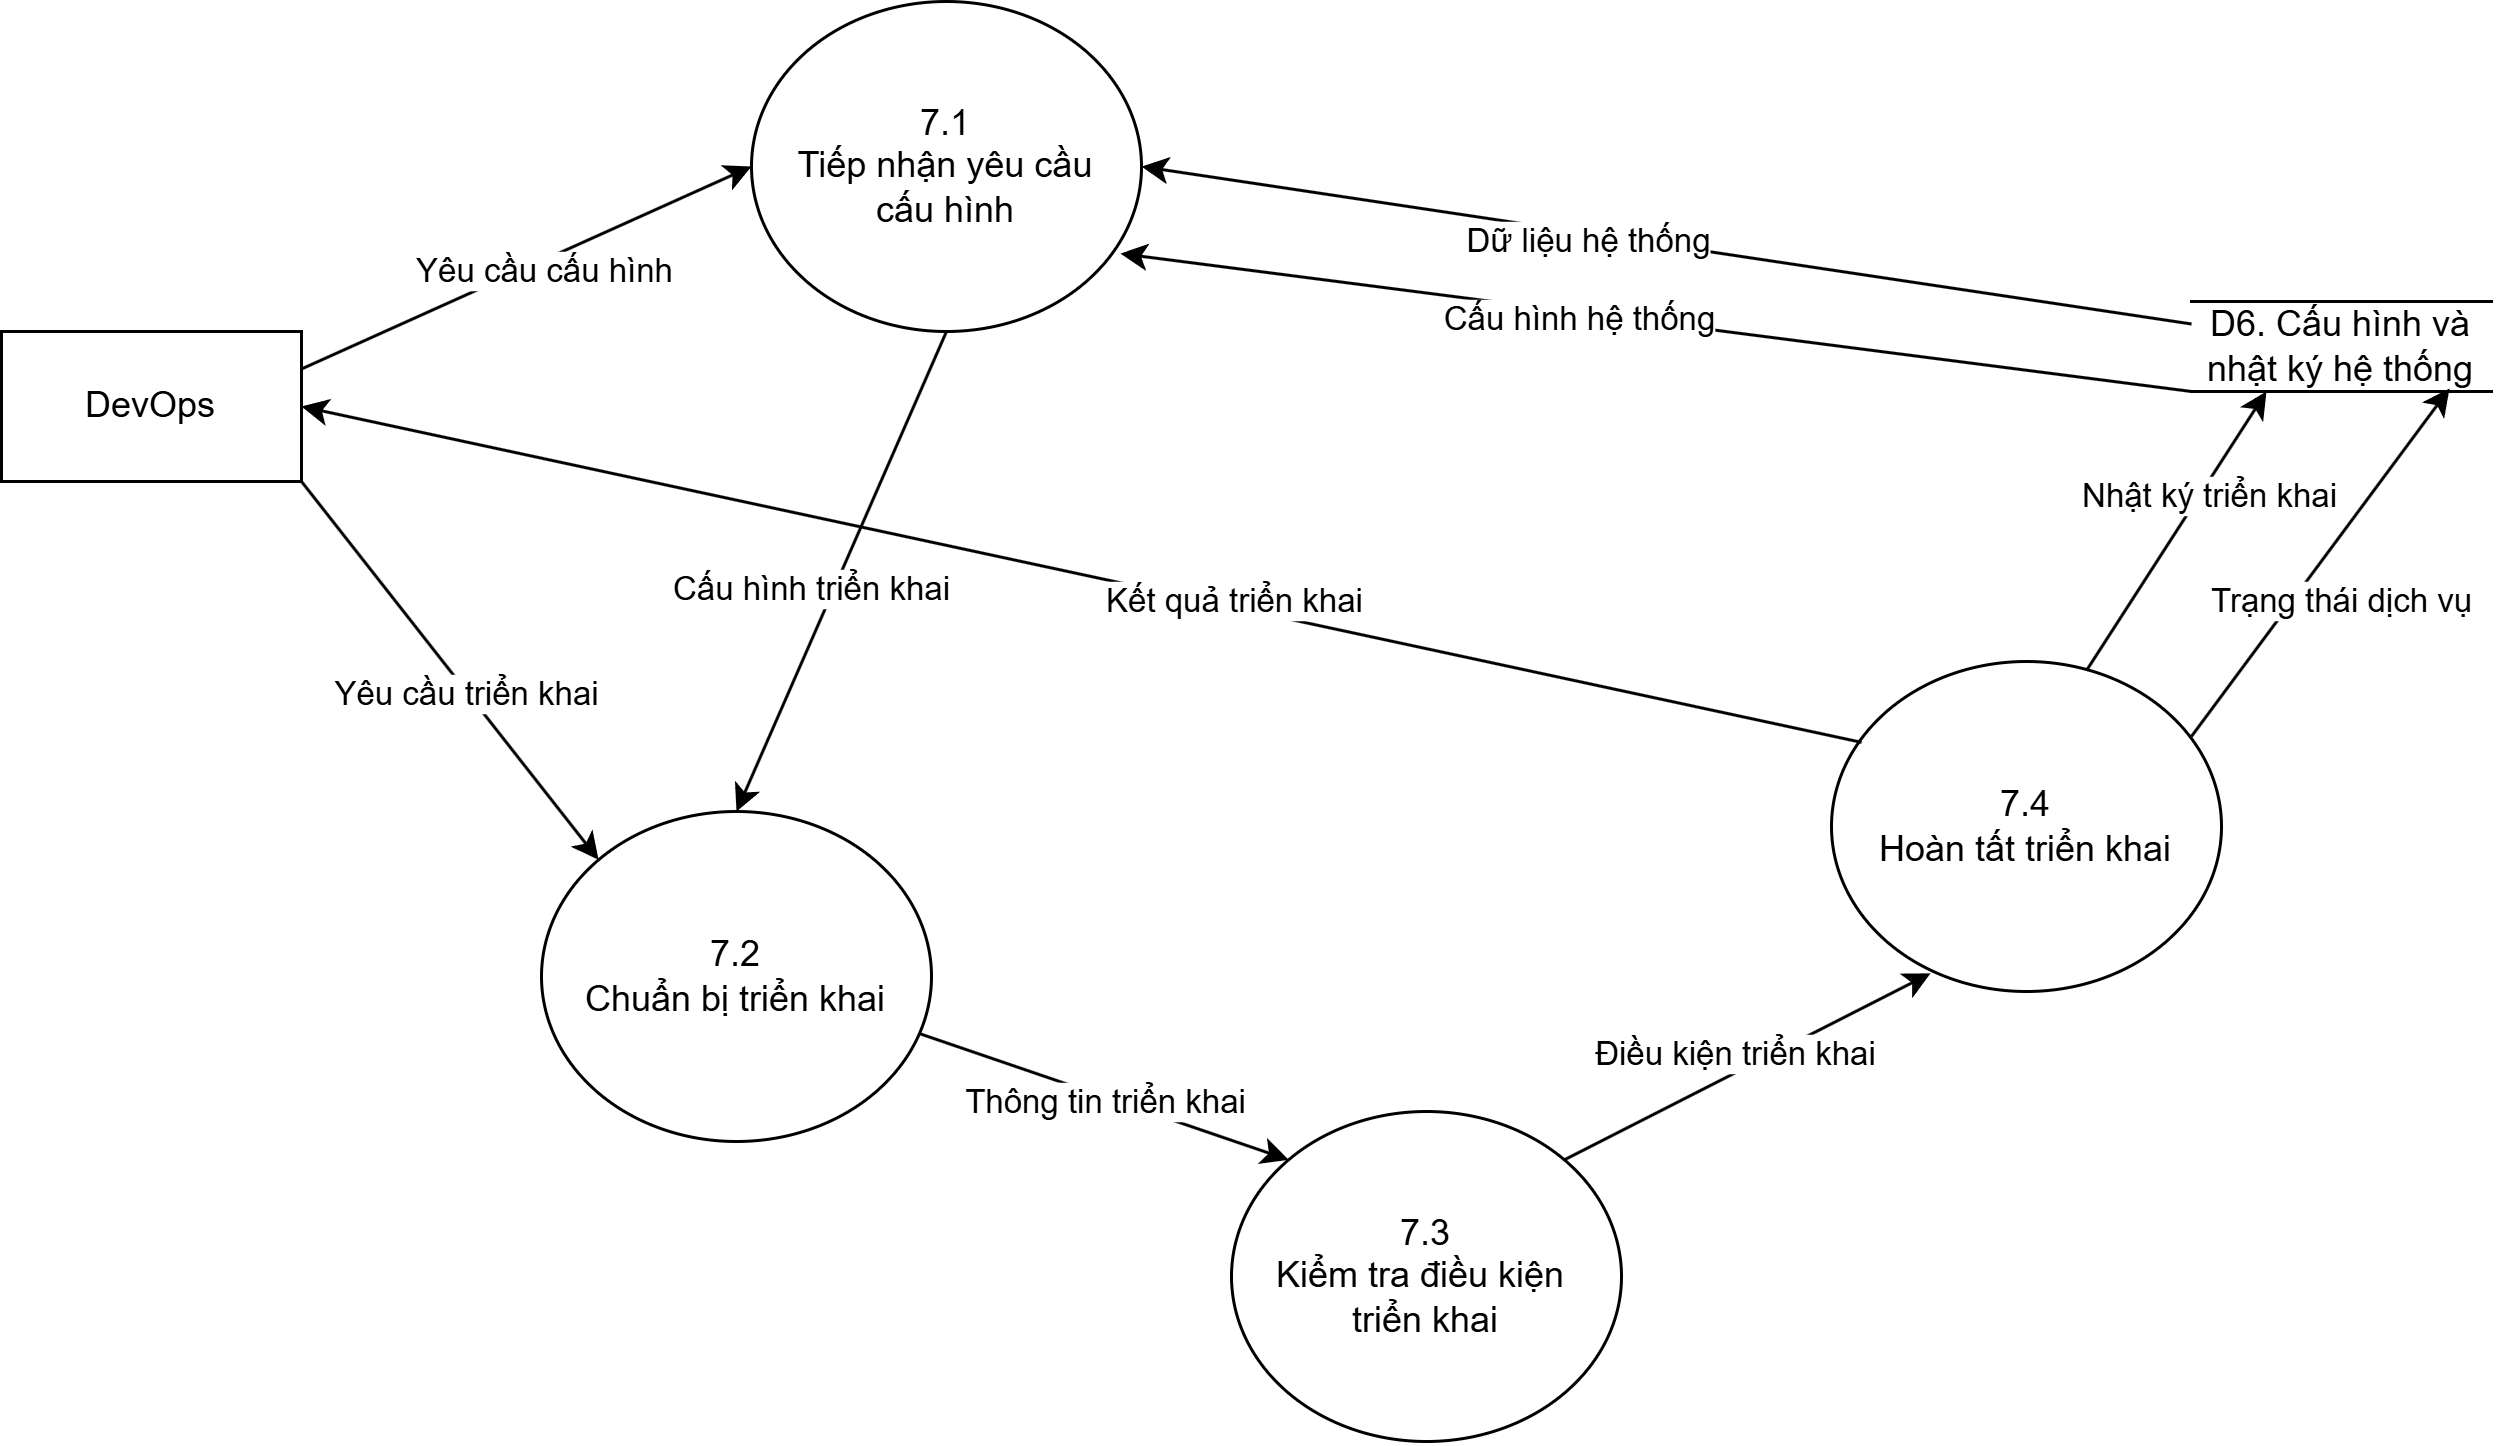 7.1
Tiếp nhận yêu cầu
cấu hình
Yêu cầu cấu hình
Dữ liệu hệ thống
Cấu hình hệ thống
D6. Cấu hình và
nhật ký hệ thống
DevOps
Nhật ký triển khai
Cấu hình triển khai
Kết quả triển khai
Trạng thái dịch vụ
Yêu cầu triển khai
7.4
Hoàn tất triển khai
7.2
Chuẩn bị triển khai
Điều kiện triển khai
Thông tin triển khai
7.3
Kiểm tra điều kiện
triển khai